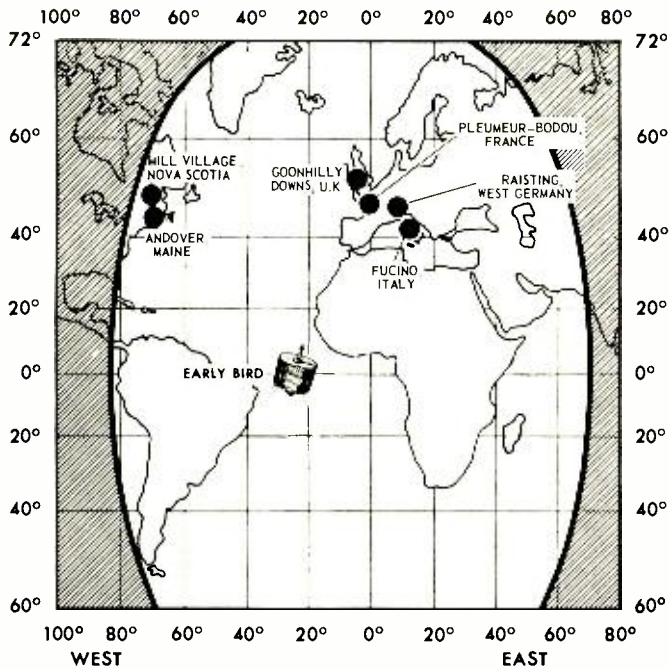 100° 80° 60° 40° 20° 0° 20° 40° 60° 80°
72° 72°
60° 60°
PLEUMEUR-BODOU,
FRANCE
MILL VILLAGE
NOVA SCOTIA
GOONHILLY
DOWNS, U.K
RAISTING,
WEST GERMANY
40° 40°
ANDOVER
MAINE
FUCINO
ITALY
20° 20°
EARLY BIRD
0° 0°
20° 20°
40° 40°
60° 60°
100° 80° 60° 40° 20° 0° 20° 40° 60° 80°
WEST EAST